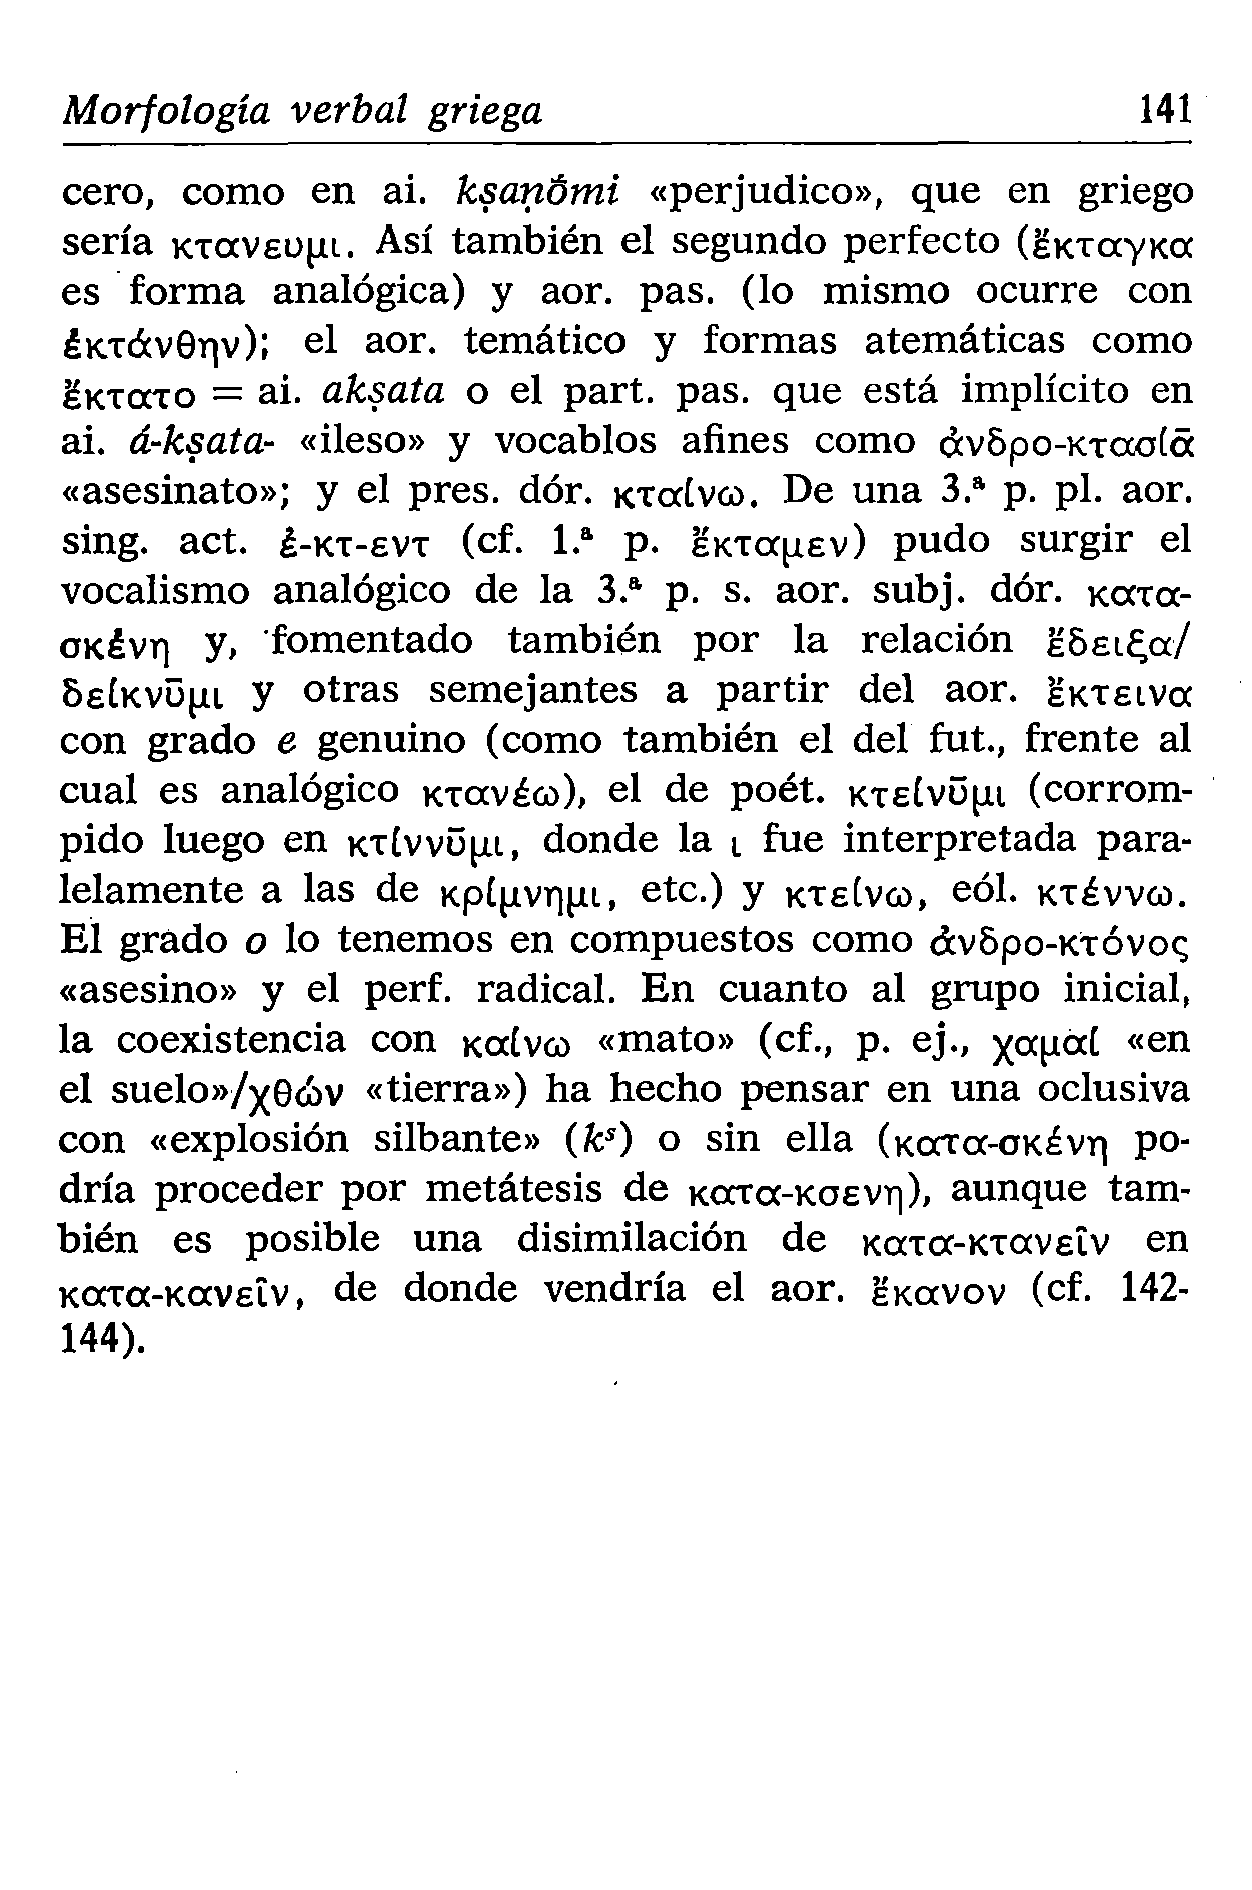 Morfología verbal griega 141
cero, como en ai. kṣaṇṓmi «perjudico», que en griego
sería κτανευμι. Así también el segundo perfecto (ἔκταγκα
es forma analógica) y aor. pas. (lo mismo ocurre con
ἐκτάνθην); el aor. temático y formas atemáticas como
ἔκτατο = ai. akṣata o el part. pas. que está implícito en
ai. á-kṣata- «ileso» y vocablos afines como ἀνδρο-κτασίᾱ
«asesinato»; y el pres. dór. κταίνω. De una 3.ª p. pl. aor.
sing. act. ἐ-κτ-εντ (cf. 1.ª p. ἔκταμεν) pudo surgir el
vocalismo analógico de la 3.ª p. s. aor. subj. dór. κατα-
σκένη y, fomentado también por la relación ἔδειξα/
δείκνῡμι y otras semejantes a partir del aor. ἔκτεινα
con grado e genuino (como también el del fut., frente al
cual es analógico κτανέω), el de poét. κτείνῡμι (corrom-
pido luego en κτίννῡμι, donde la ι fue interpretada para-
lelamente a las de κρίμνημι, etc.) y κτείνω, eól. κτέννω.
El grado o lo tenemos en compuestos como ἀνδρο-κτόνος
«asesino» y el perf. radical. En cuanto al grupo inicial,
la coexistencia con καίνω «mato» (cf., p. ej., χαμαί «en
el suelo»/χθών «tierra») ha hecho pensar en una oclusiva
con «explosión silbante» (kˢ) o sin ella (κατα-σκένη po-
dría proceder por metátesis de κατα-κσενη), aunque tam-
bién es posible una disimilación de κατα-κτανεῖν en
κατα-κανεῖν, de donde vendría el aor. ἔκανον (cf. 142-
144).